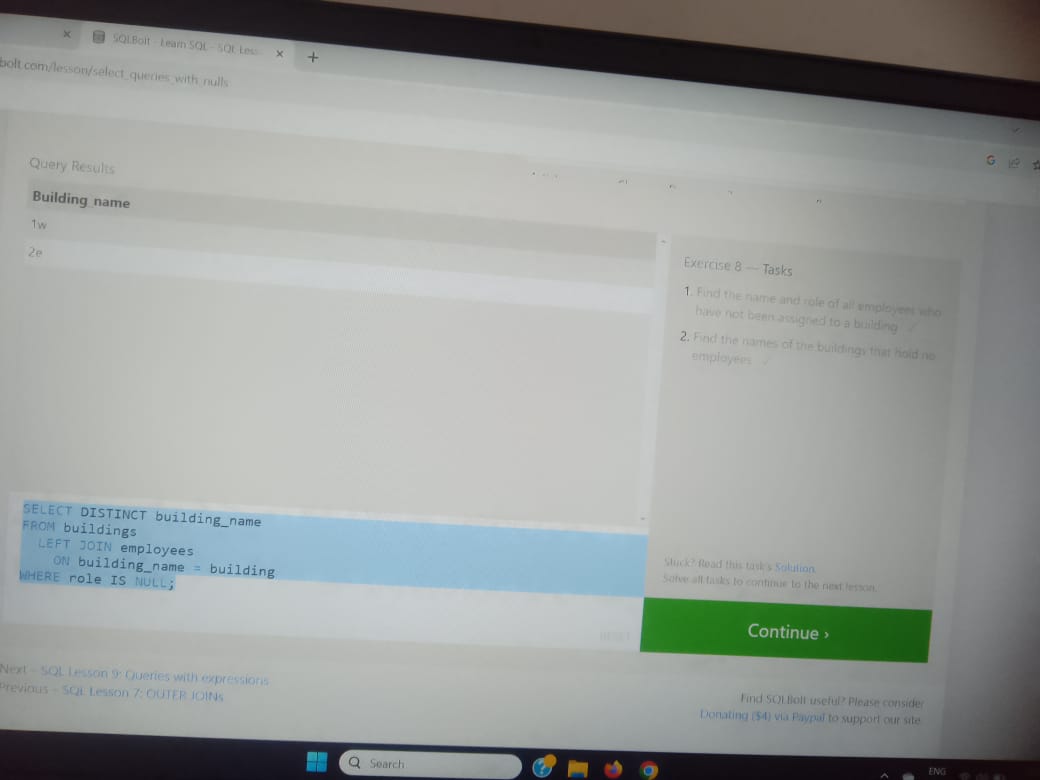 SQLBolt - Learn SQL - SQL Less
bolt.com/lesson/select_queries_with_nulls
Query Results
Building_name
1w
2e
Exercise 8 — Tasks
1. Find the name and role of all employees who
have not been assigned to a building ✓
2. Find the names of the buildings that hold no
employees ✓
SELECT DISTINCT building_name
FROM buildings
LEFT JOIN employees
ON building_name = building
WHERE role IS NULL;
RESET
Stuck? Read this task's Solution.
Solve all tasks to continue to the next lesson.
Continue ›
Next – SQL Lesson 9: Queries with expressions
Previous – SQL Lesson 7: OUTER JOINs
Find SQLBolt useful? Please consider
Donating ($4) via Paypal to support our site.
Search
ENG